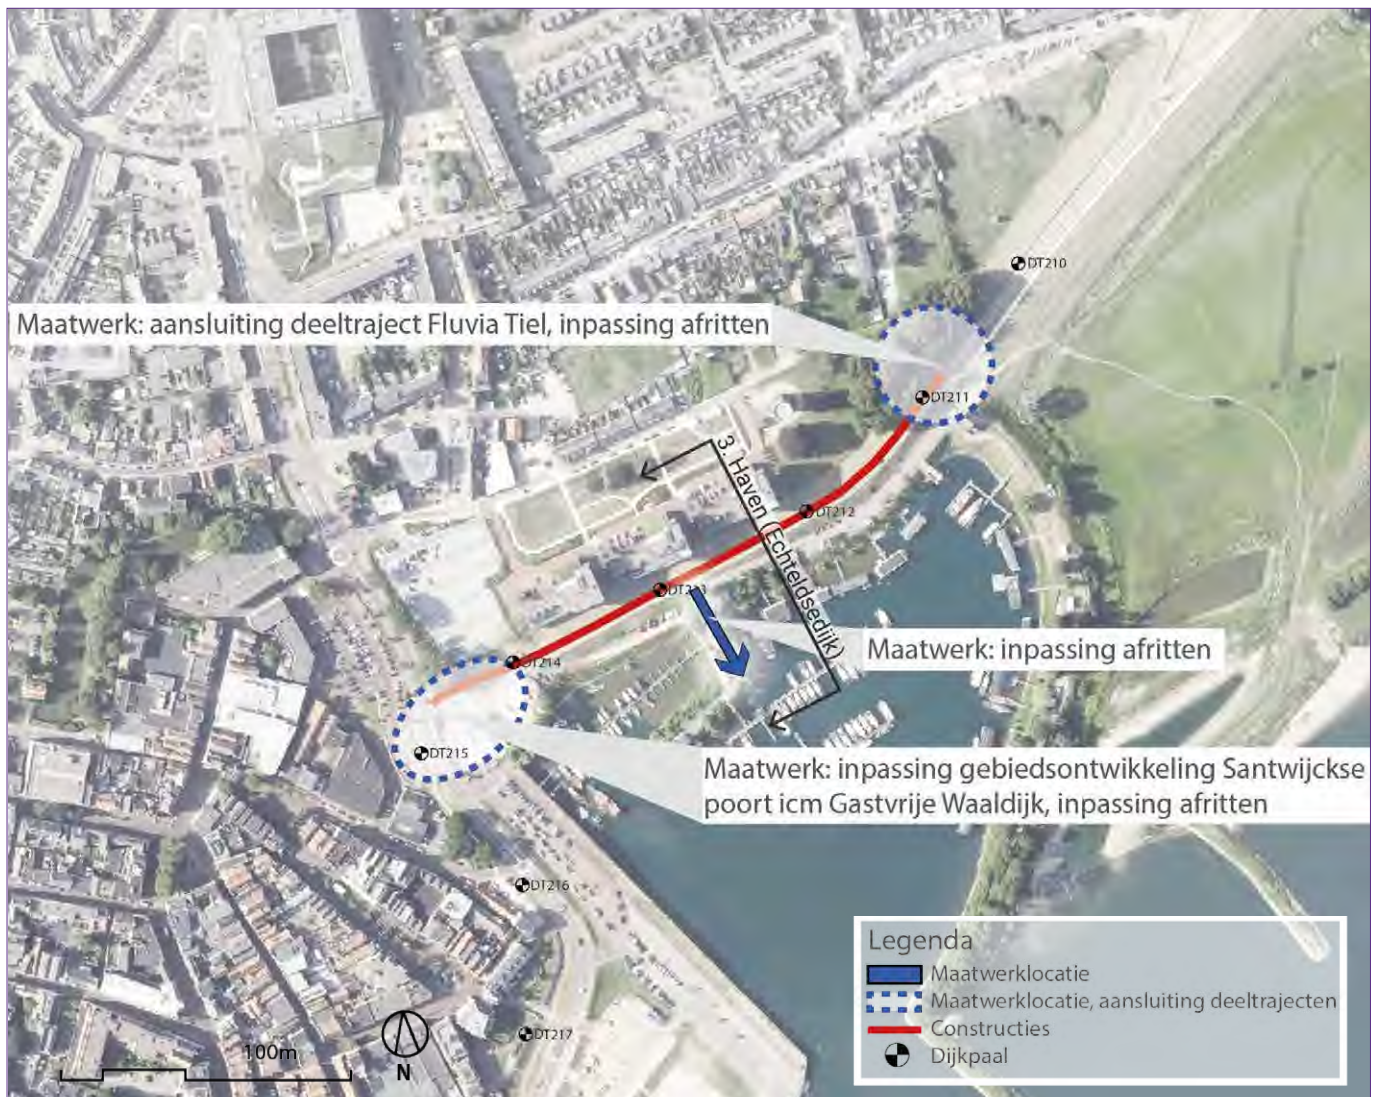 DT210
Maatwerk: aansluiting deeltraject Fluvia Tiel, inpassing afritten
DT211
3. Haven (Echteldsedijk)
DT212
DT213
Maatwerk: inpassing afritten
DT214
DT215
Maatwerk: inpassing gebiedsontwikkeling Santwijckse
poort icm Gastvrije Waaldijk, inpassing afritten
DT216
DT217
Legenda
Maatwerklocatie
Maatwerklocatie, aansluiting deeltrajecten
Constructies
Dijkpaal
100m
N